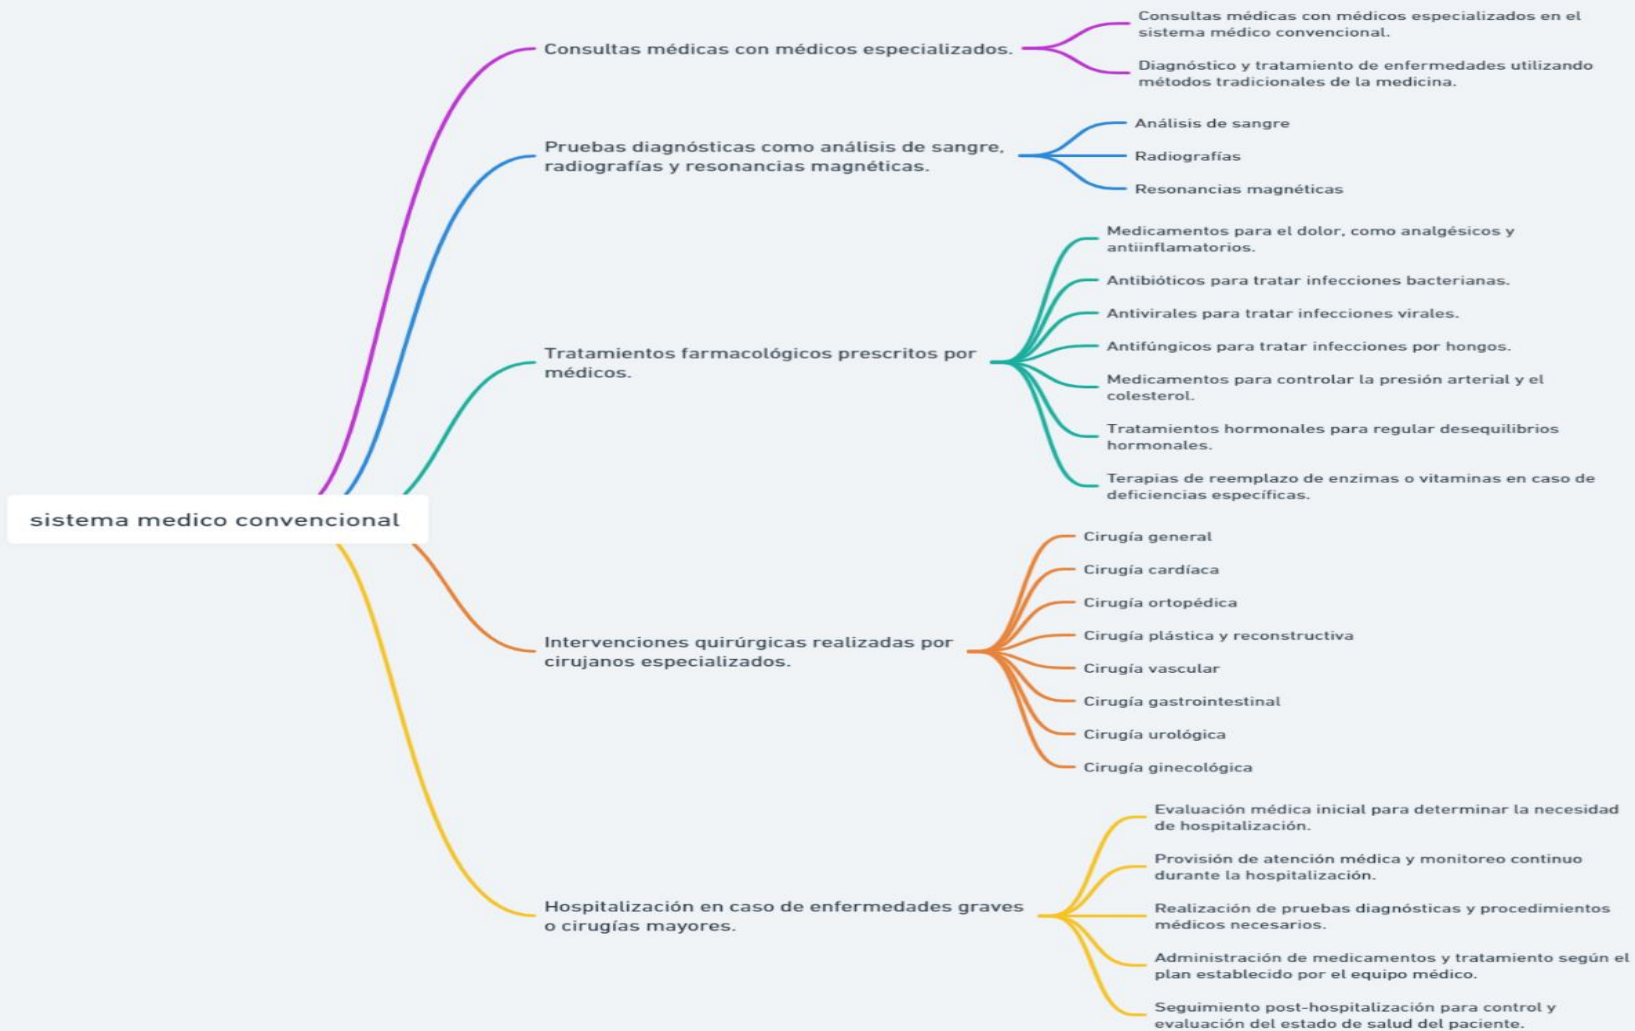 sistema medico convencional
Consultas médicas con médicos especializados.
Consultas médicas con médicos especializados en el
sistema médico convencional.
Diagnóstico y tratamiento de enfermedades utilizando
métodos tradicionales de la medicina.
Pruebas diagnósticas como análisis de sangre,
radiografías y resonancias magnéticas.
Análisis de sangre
Radiografías
Resonancias magnéticas
Tratamientos farmacológicos prescritos por
médicos.
Medicamentos para el dolor, como analgésicos y
antiinflamatorios.
Antibióticos para tratar infecciones bacterianas.
Antivirales para tratar infecciones virales.
Antifúngicos para tratar infecciones por hongos.
Medicamentos para controlar la presión arterial y el
colesterol.
Tratamientos hormonales para regular desequilibrios
hormonales.
Terapias de reemplazo de enzimas o vitaminas en caso de
deficiencias específicas.
Intervenciones quirúrgicas realizadas por
cirujanos especializados.
Cirugía general
Cirugía cardíaca
Cirugía ortopédica
Cirugía plástica y reconstructiva
Cirugía vascular
Cirugía gastrointestinal
Cirugía urológica
Cirugía ginecológica
Hospitalización en caso de enfermedades graves
o cirugías mayores.
Evaluación médica inicial para determinar la necesidad
de hospitalización.
Provisión de atención médica y monitoreo continuo
durante la hospitalización.
Realización de pruebas diagnósticas y procedimientos
médicos necesarios.
Administración de medicamentos y tratamiento según el
plan establecido por el equipo médico.
Seguimiento post-hospitalización para control y
evaluación del estado de salud del paciente.